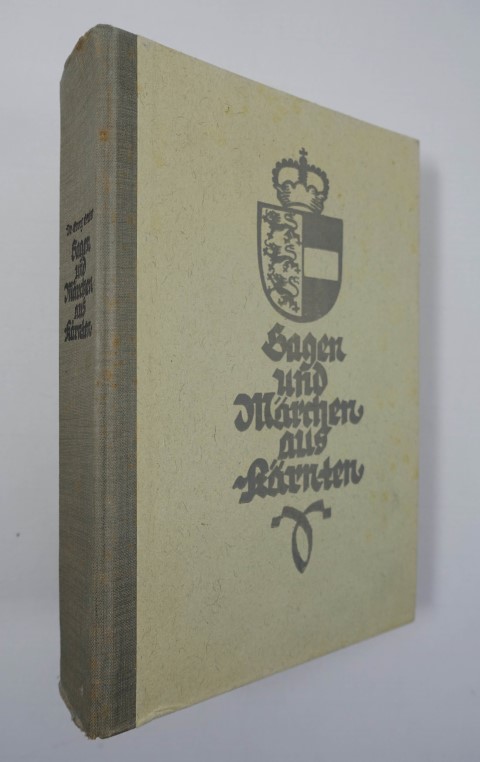 Sagen
und
Märchen
aus
Kärnten
Sagen
und
Märchen
aus
Kärnten